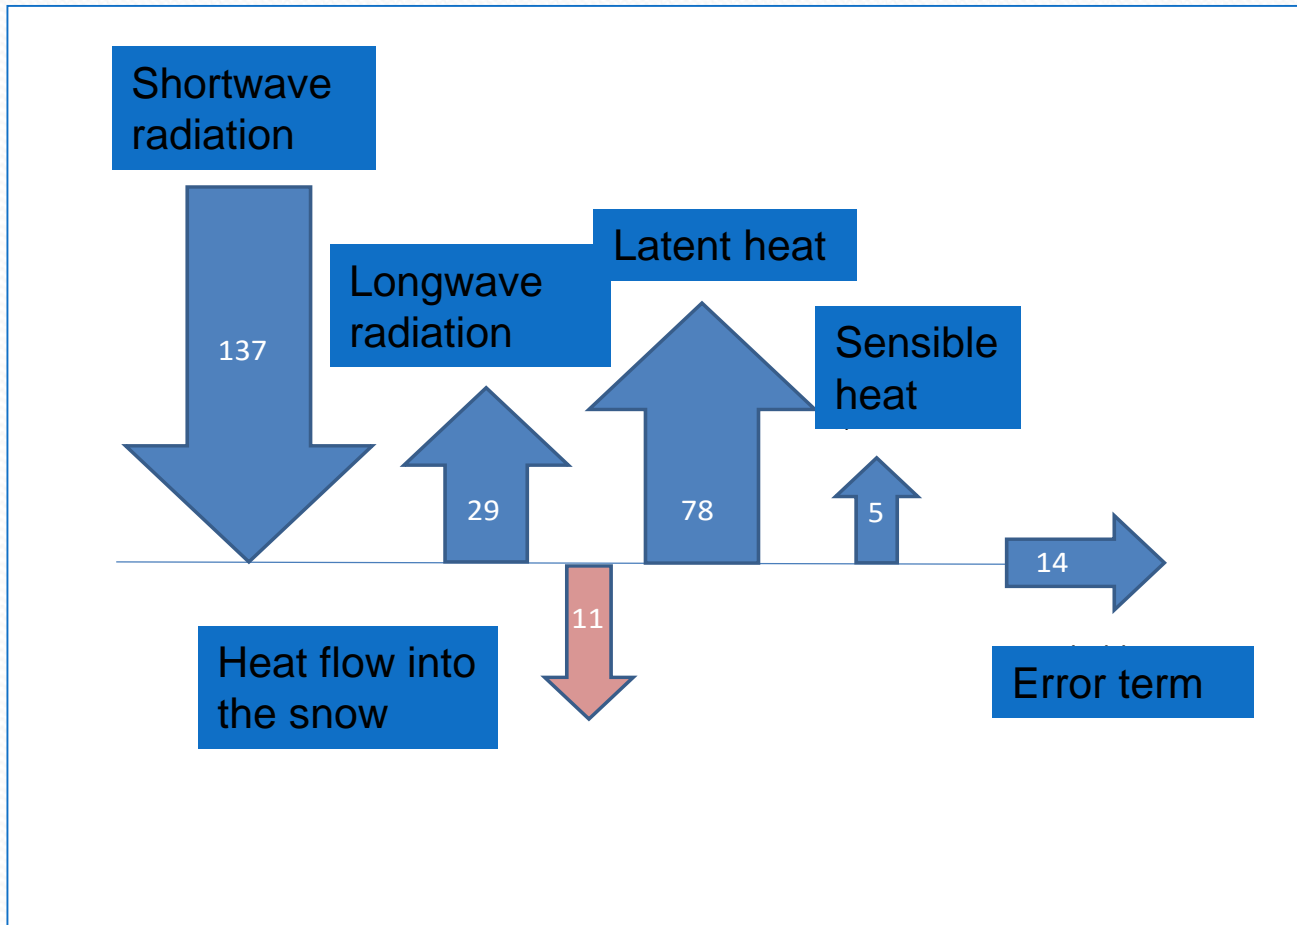 Shortwave
radiation
137
Longwave
radiation
29
Latent heat
78
Sensible
heat
5
14
11
Heat flow into
the snow
Error term